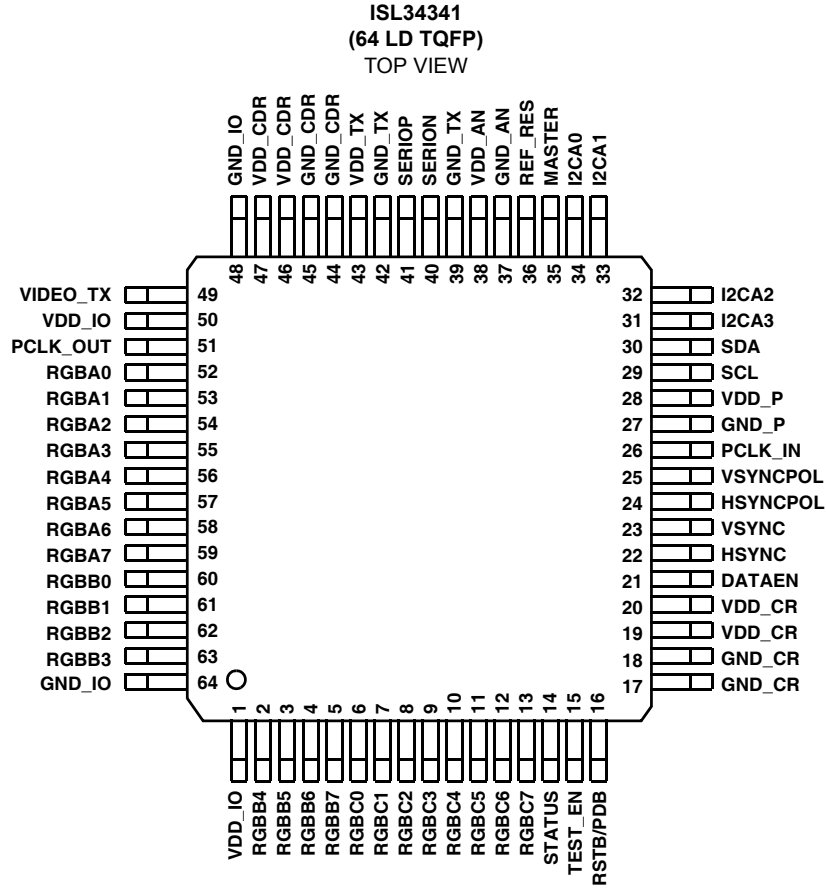 ISL34341
(64 LD TQFP)
TOP VIEW
GND_IO
VDD_CDR
VDD_CDR
GND_CDR
GND_CDR
VDD_TX
GND_TX
SERIOP
SERION
GND_TX
VDD_AN
GND_AN
REF_RES
MASTER
I2CA0
I2CA1
48
47
46
45
44
43
42
41
40
39
38
37
36
35
34
33
VIDEO_TX 49
VDD_IO 50
PCLK_OUT 51
RGBA0 52
RGBA1 53
RGBA2 54
RGBA3 55
RGBA4 56
RGBA5 57
RGBA6 58
RGBA7 59
RGBB0 60
RGBB1 61
RGBB2 62
RGBB3 63
GND_IO 64
32 I2CA2
31 I2CA3
30 SDA
29 SCL
28 VDD_P
27 GND_P
26 PCLK_IN
25 VSYNCPOL
24 HSYNCPOL
23 VSYNC
22 HSYNC
21 DATAEN
20 VDD_CR
19 VDD_CR
18 GND_CR
17 GND_CR
1
2
3
4
5
6
7
8
9
10
11
12
13
14
15
16
VDD_IO
RGBB4
RGBB5
RGBB6
RGBB7
RGBC0
RGBC1
RGBC2
RGBC3
RGBC4
RGBC5
RGBC6
RGBC7
STATUS
TEST_EN
RSTB/PDB